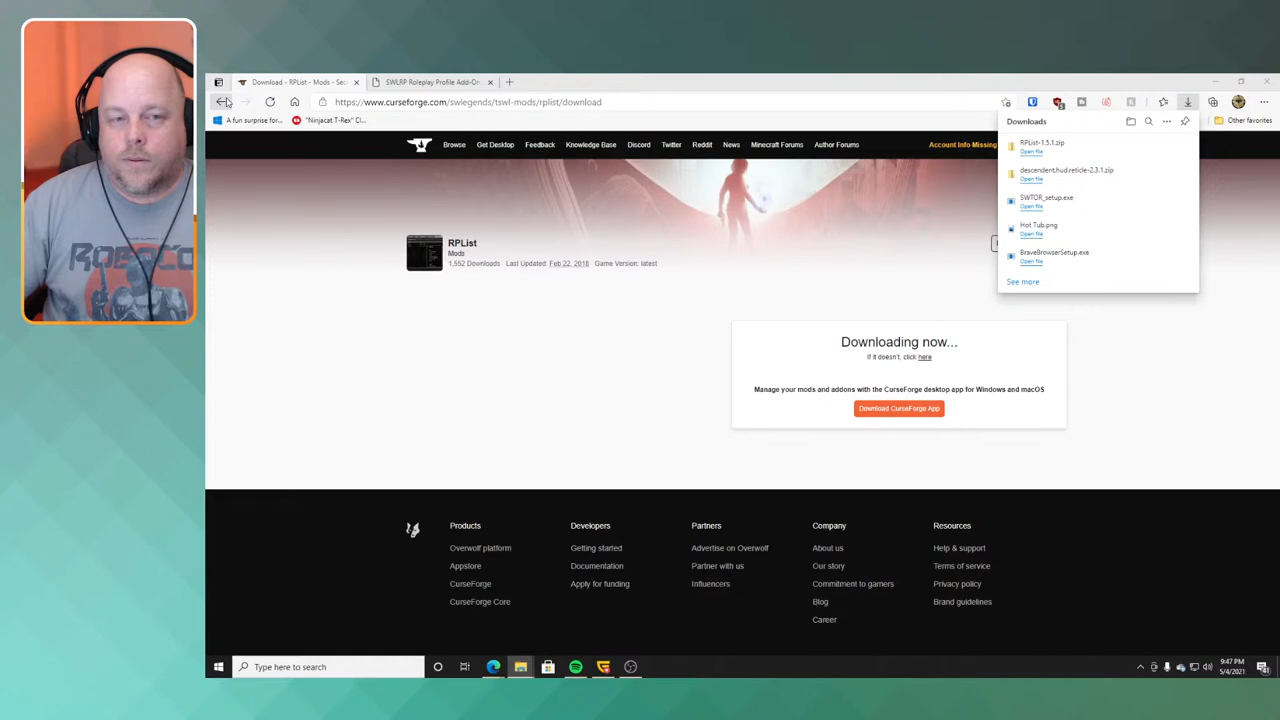 Download - RPList - Mods - Sec
SWLRP Roleplay Profile Add-On
https://www.curseforge.com/swlegends/tswl-mods/rplist/download
A fun surprise for...
"Ninjacat T-Rex" Cl...
Other favorites
Downloads
RPList-1.5.1.zip
Open file
descendent.hud.reticle-2.3.1.zip
Open file
SWTOR_setup.exe
Open file
Hot Tub.png
Open file
BraveBrowserSetup.exe
Open file
See more
Browse
Get Desktop
Feedback
Knowledge Base
Discord
Twitter
Reddit
News
Minecraft Forums
Author Forums
Account Info Missing
RPList
Mods
1,552 Downloads Last Updated: Feb 22, 2018 Game Version: latest
Downloading now...
If it doesn't, click here
Manage your mods and addons with the CurseForge desktop app for Windows and macOS
Download CurseForge App
Products
Overwolf platform
Appstore
CurseForge
CurseForge Core
Developers
Getting started
Documentation
Apply for funding
Partners
Advertise on Overwolf
Partner with us
Influencers
Company
About us
Our story
Commitment to gamers
Blog
Career
Resources
Help & support
Terms of service
Privacy policy
Brand guidelines
Type here to search
9:47 PM
5/4/2021